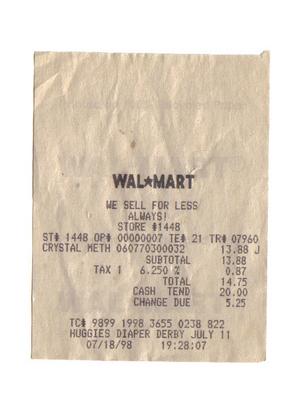 WAL★MART
WE SELL FOR LESS
ALWAYS!
STORE #1448
ST# 1448 OP# 00000007 TE# 21 TR# 07960
CRYSTAL METH 060770300032 13.88 J
SUBTOTAL 13.88
TAX 1 6.250 % 0.87
TOTAL 14.75
CASH TEND 20.00
CHANGE DUE 5.25
TC# 9899 1998 3655 0238 822
HUGGIES DIAPER DERBY JULY 11
07/18/98 19:28:07